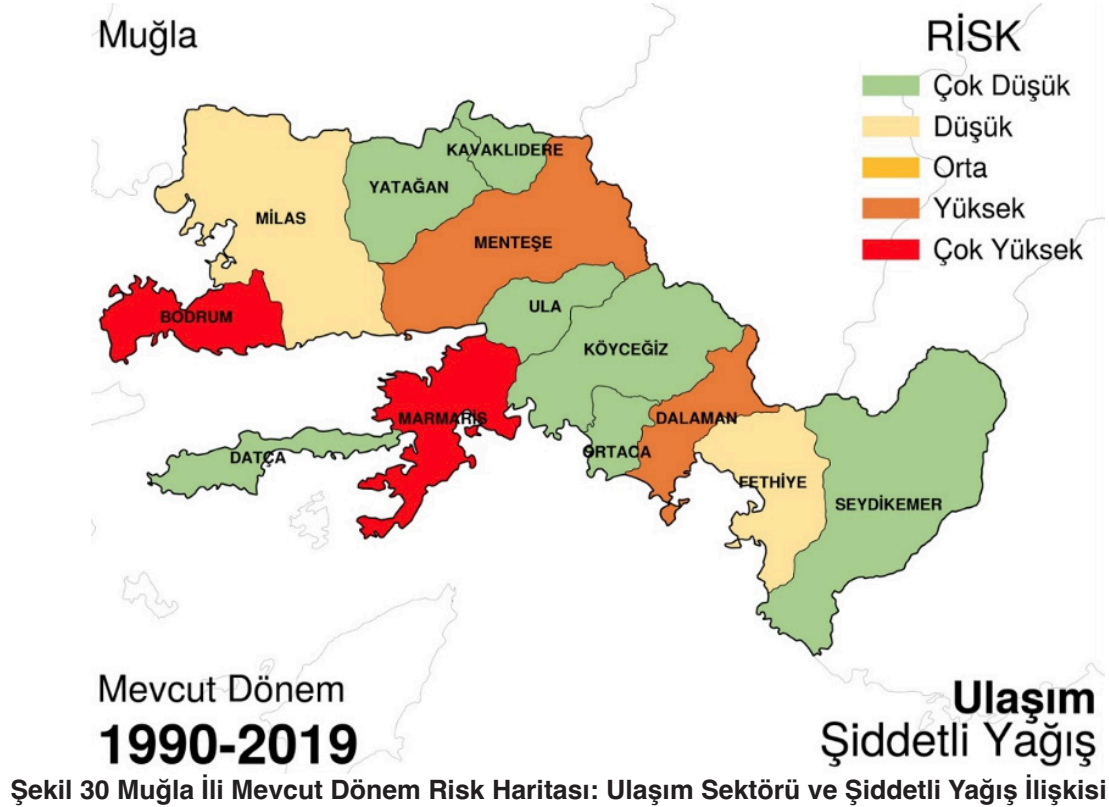 Muğla
RİSK
Çok Düşük
Düşük
Orta
Yüksek
Çok Yüksek
KAVAKLIDERE
YATAĞAN
MİLAS
MENTEŞE
ULA
BODRUM
KÖYCEĞİZ
MARMARİS
DALAMAN
DATÇA
ORTACA
FETHİYE
SEYDİKEMER
Mevcut Dönem
1990-2019
Ulaşım
Şiddetli Yağış
Şekil 30 Muğla İli Mevcut Dönem Risk Haritası: Ulaşım Sektörü ve Şiddetli Yağış İlişkisi